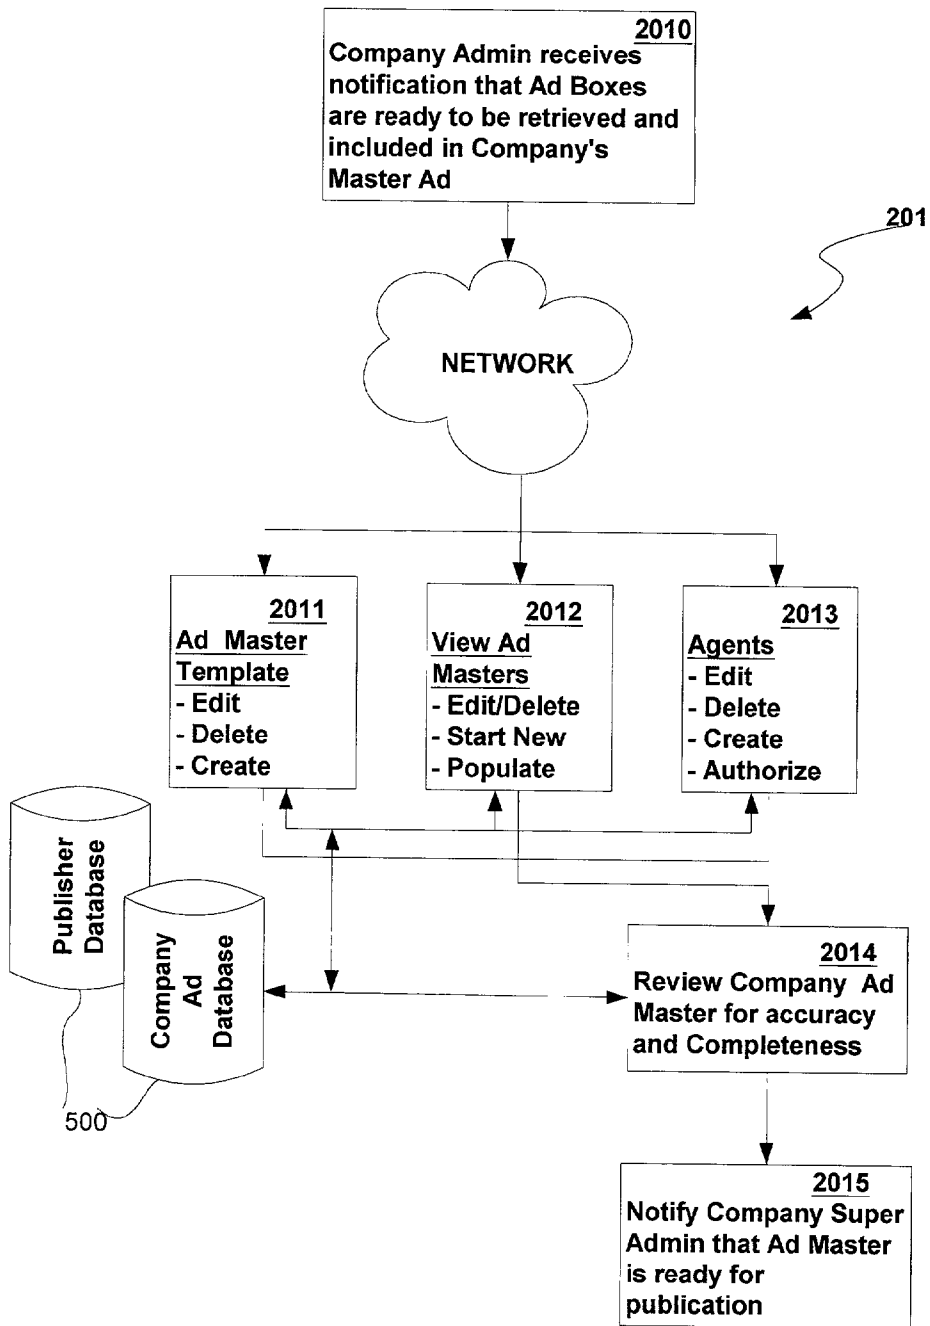 2010
Company Admin receives
notification that Ad Boxes
are ready to be retrieved and
included in Company's
Master Ad
201
NETWORK
2011
Ad Master
Template
- Edit
- Delete
- Create
2012
View Ad
Masters
- Edit/Delete
- Start New
- Populate
2013
Agents
- Edit
- Delete
- Create
- Authorize
Publisher
Database
Company
Ad
Database
500
2014
Review Company Ad
Master for accuracy
and Completeness
2015
Notify Company Super
Admin that Ad Master
is ready for
publication